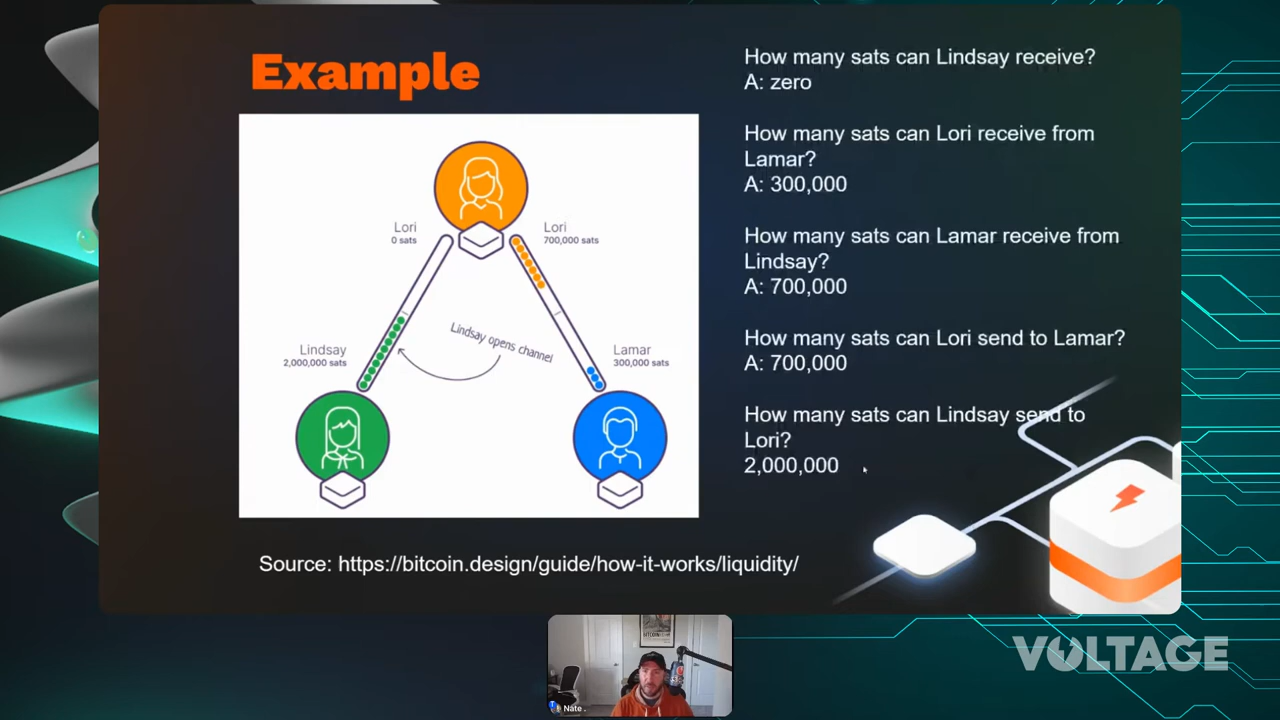 Example
How many sats can Lindsay receive?
A: zero
How many sats can Lori receive from
Lamar?
A: 300,000
How many sats can Lamar receive from
Lindsay?
A: 700,000
How many sats can Lori send to Lamar?
A: 700,000
How many sats can Lindsay send to
Lori?
2,000,000
Lori
0 sats
Lori
700,000 sats
Lindsay opens channel
Lindsay
2,000,000 sats
Lamar
300,000 sats
Source: https://bitcoin.design/guide/how-it-works/liquidity/
VOLTAGE
Nate .